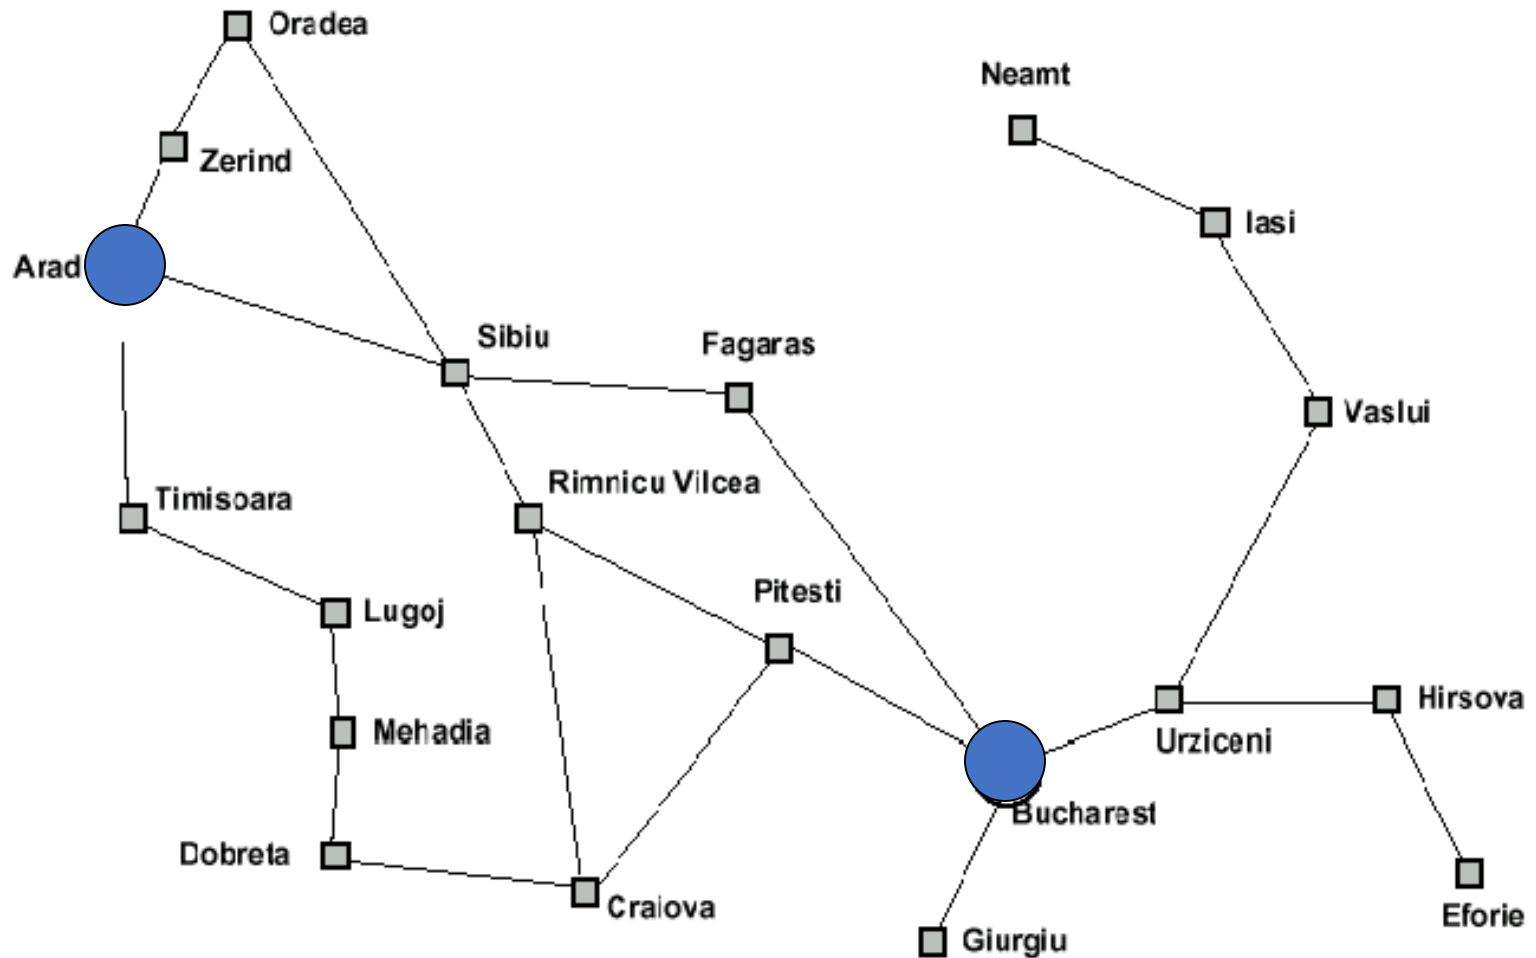 Oradea
Neamt
Zerind
Iasi
Arad
Sibiu
Fagaras
Vaslui
Rimnicu Vilcea
Timisoara
Pitesti
Lugoj
Hirsova
Mehadia
Urziceni
Bucharest
Dobreta
Craiova
Eforie
Giurgiu